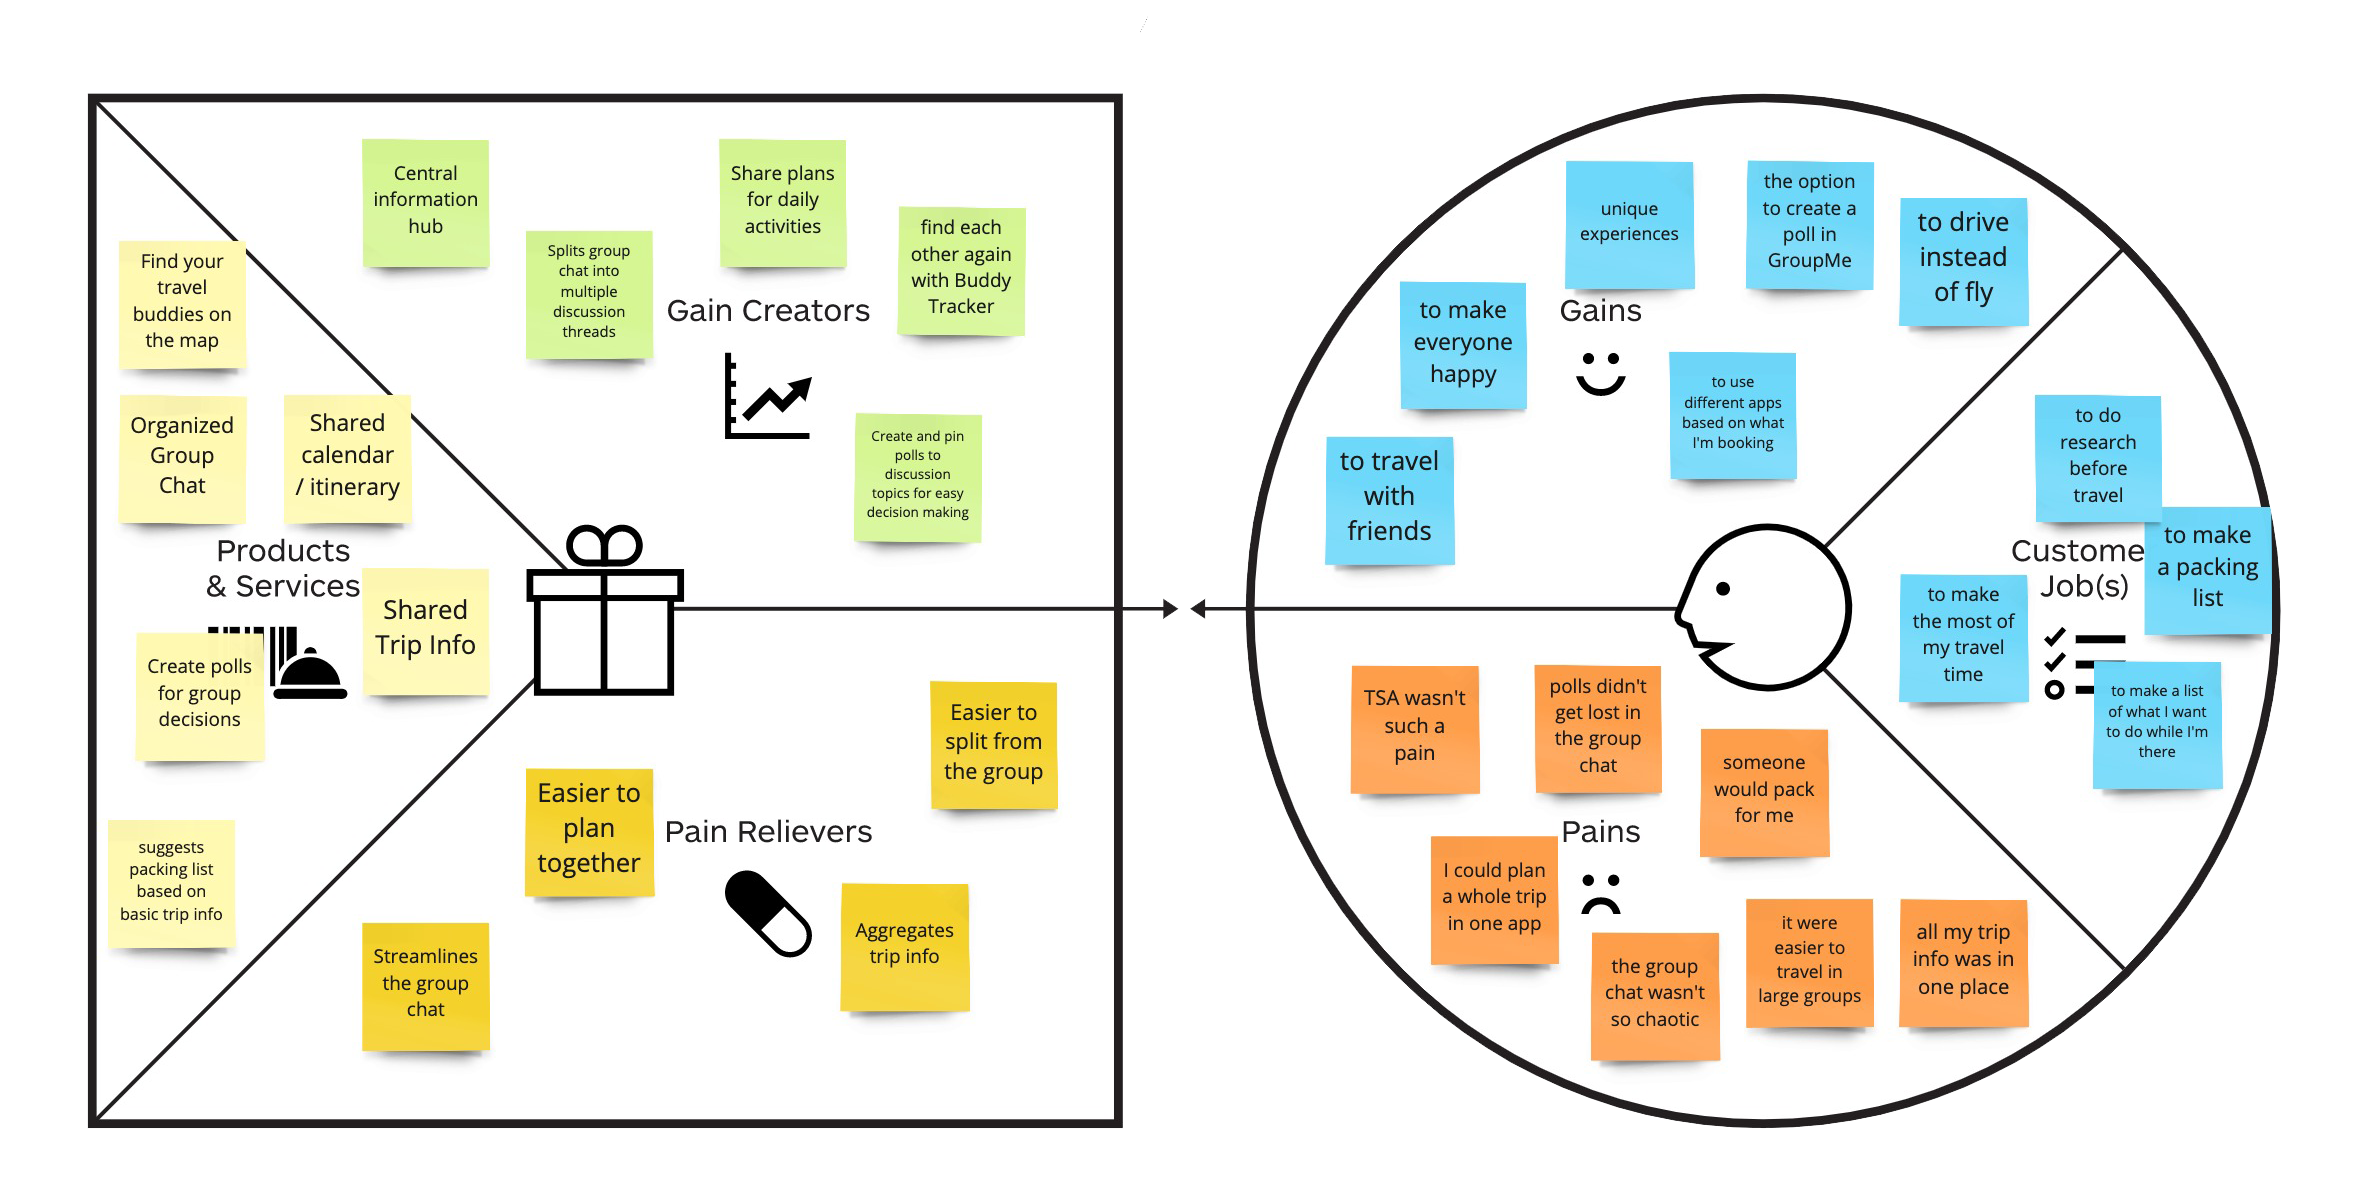 Central
information
hub
Splits group
chat into
multiple
discussion
threads
Share plans
for daily
activities
find each
other again
with Buddy
Tracker
Gain Creators
Create and pin
polls to
discussion
topics for easy
decision making
Find your
travel
buddies on
the map
Organized
Group
Chat
Shared
calendar
/ itinerary
Products
& Services
Shared
Trip Info
Create polls
for group
decisions
suggests
packing list
based on
basic trip info
Easier to
split from
the group
Easier to
plan
together
Pain Relievers
Streamlines
the group
chat
Aggregates
trip info
unique
experiences
the option
to create a
poll in
GroupMe
to drive
instead
of fly
to make
everyone
happy
Gains
to use
different apps
based on what
I'm booking
to travel
with
friends
to do
research
before
travel
Custome
Job(s)
to make
a packing
list
to make
the most of
my travel
time
to make a list
of what I want
to do while I'm
there
TSA wasn't
such a
pain
polls didn't
get lost in
the group
chat
someone
would pack
for me
Pains
I could plan
a whole trip
in one app
the group
chat wasn't
so chaotic
it were
easier to
travel in
large groups
all my trip
info was in
one place